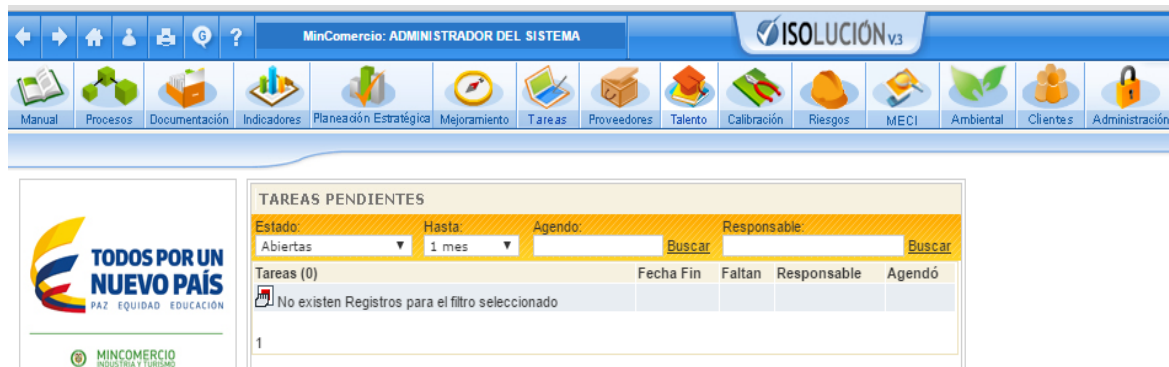 G ? MinComercio: ADMINISTRADOR DEL SISTEMA ISOLUCIÓN V3
Manual Procesos Documentación Indicadores Planeación Estratégica Mejoramiento Tareas Proveedores Talento Calibración Riesgos MECI Ambiental Clientes Administración
TODOS POR UN
NUEVO PAÍS
PAZ EQUIDAD EDUCACIÓN
MINCOMERCIO
INDUSTRIA Y TURISMO
TAREAS PENDIENTES
Estado: Hasta: Agendo: Responsable:
Abiertas 1 mes Buscar Buscar
Tareas (0) Fecha Fin Faltan Responsable Agendó
No existen Registros para el filtro seleccionado
1